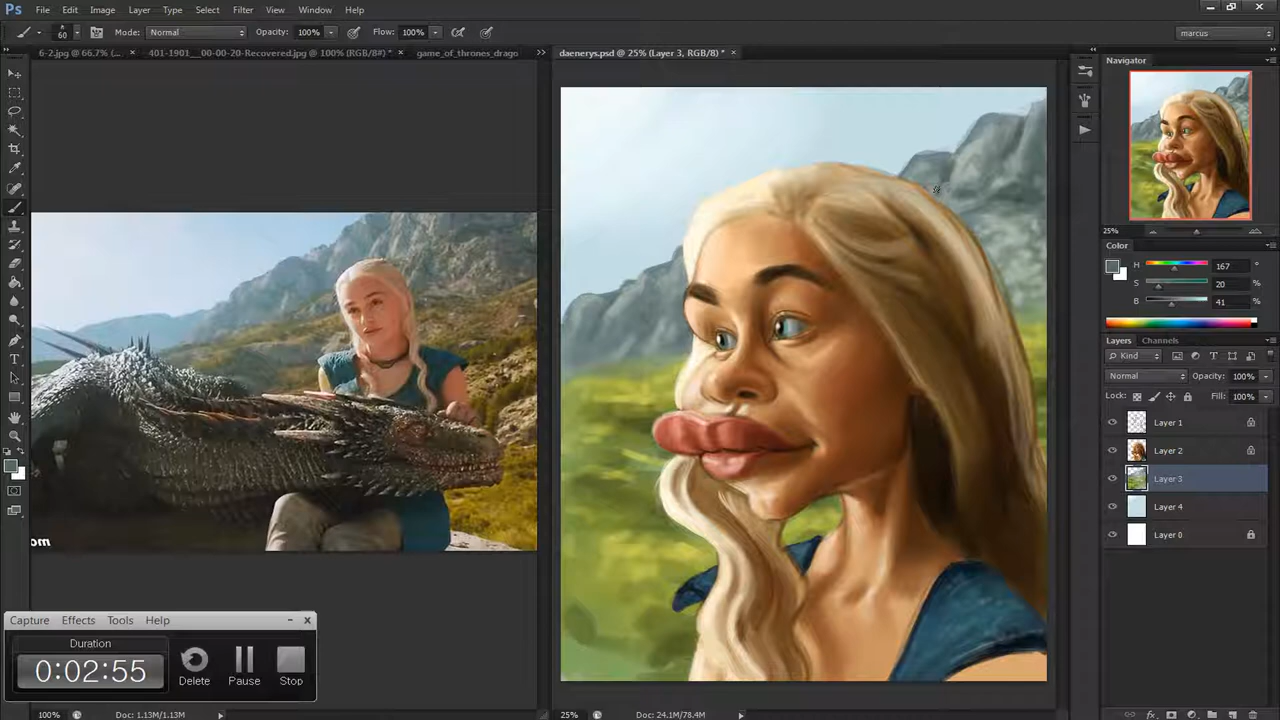 Ps File Edit Image Layer Type Select Filter Edit Window Help
60 Mode: Normal Opacity: 100% Flow: 100% marcus
6-2.jpg @ 66.7% (... × 401-1901__00-00-20-Recovered.jpg @ 100% (RGB/8#) * × game_of_thrones_drago daenerys.psd @ 25% (Layer 3, RGB/8) * ×
Navigator
25%
Color
H 167 °
S 20 %
B 41 %
Layers Channels
Kind
Normal Opacity: 100%
Lock: Fill: 100%
Layer 1
Layer 2
Layer 3
Layer 4
Layer 0
om
Capture Effects Tools Help
Duration
0:02:55
Delete Pause Stop
100% Doc: 1.13M/1.13M 25% Doc: 24.1M/78.4M